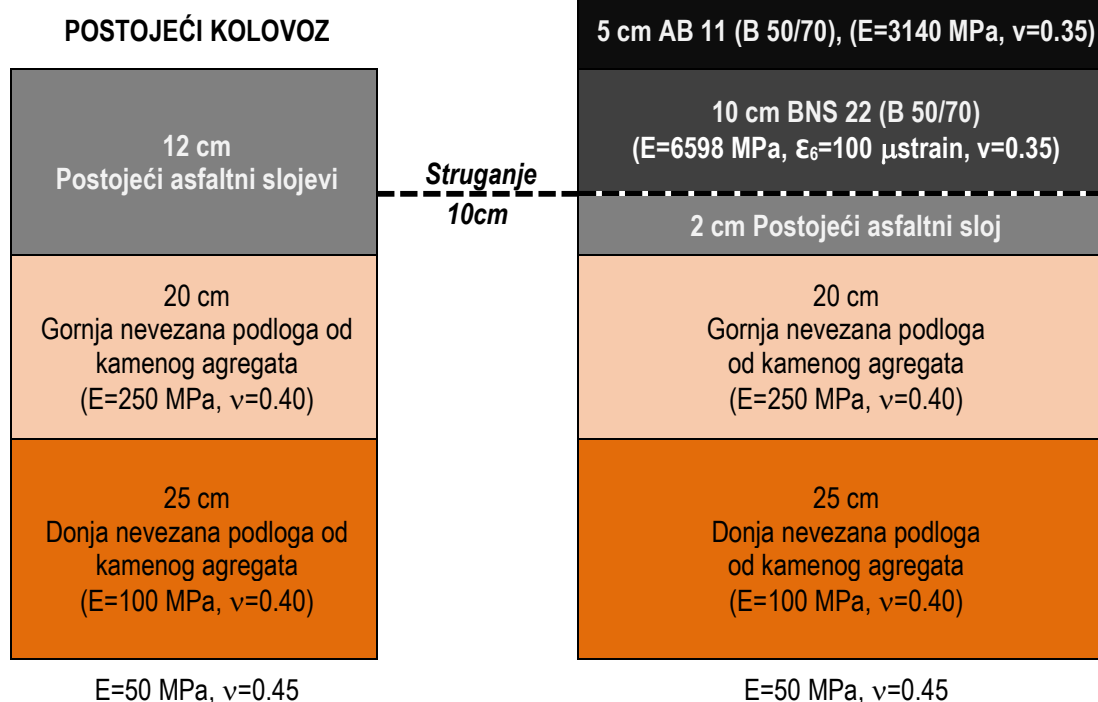 POSTOJEĆI KOLOVOZ
12 cm
Postojeći asfaltni slojevi
20 cm
Gornja nevezana podloga od
kamenog agregata
(E=250 MPa, ν=0.40)
25 cm
Donja nevezana podloga od
kamenog agregata
(E=100 MPa, ν=0.40)
E=50 MPa, ν=0.45
Struganje
10cm
5 cm AB 11 (B 50/70), (E=3140 MPa, ν=0.35)
10 cm BNS 22 (B 50/70)
(E=6598 MPa, ε₆=100 μstrain, ν=0.35)
2 cm Postojeći asfaltni sloj
20 cm
Gornja nevezana podloga
od kamenog agregata
(E=250 MPa, ν=0.40)
25 cm
Donja nevezana podloga
od kamenog agregata
(E=100 MPa, ν=0.40)
E=50 MPa, ν=0.45